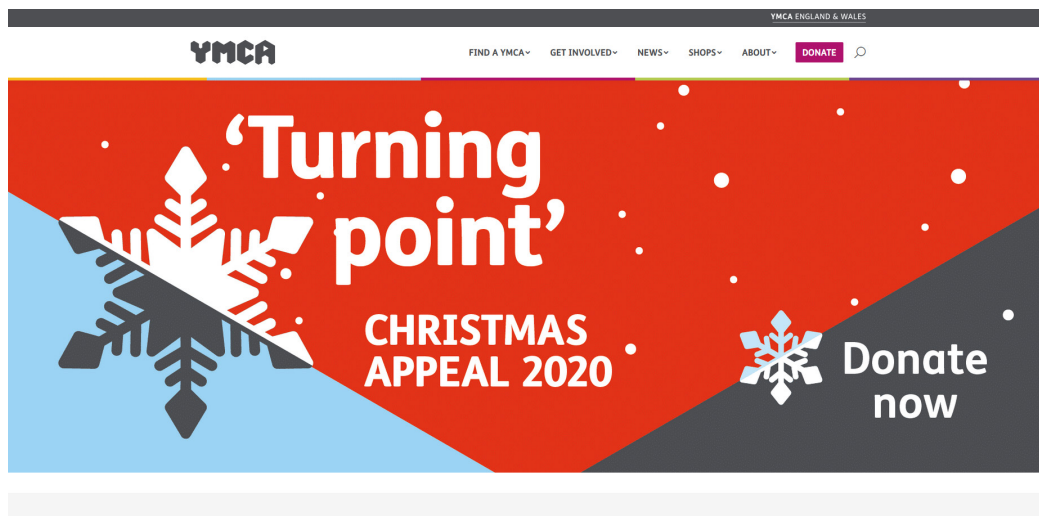 YMCA ENGLAND & WALES
YMCA
FIND A YMCA GET INVOLVED NEWS SHOPS ABOUT DONATE
‘Turning
point’
CHRISTMAS
APPEAL 2020
Donate
now